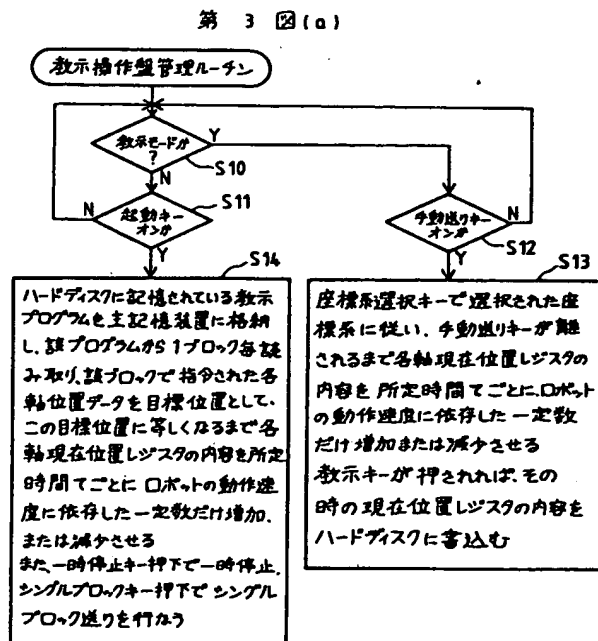 第 3 図(a)
教示操作盤管理ルーチン
教示モードか
?
Y
S10
N
N
S11
起動キー
オンか
Y
手動送りキー
オンか
N
S12
Y
S14
ハードディスクに記憶されている教示
プログラムを主記憶装置に格納
し、該プログラムから1ブロック毎読
み取り、該ブロックで指令された各
軸位置データを目標位置として、
この目標位置に等しくなるまで各
軸現在位置レジスタの内容を所定
時間てごとにロボットの動作速
度に依存した一定数だけ増加、
または減少させる
また、一時停止キー押下で一時停止、
シングルブロックキー押下でシングル
ブロック送りを行なう
S13
座標系選択キーで選択された座
標系に従い、手動送りキーが離
されるまで各軸現在位置レジスタの
内容を所定時間てごとに、ロボット
の動作速度に依存した一定数
だけ増加または減少させる
教示キーが押されれば、その
時の現在位置レジスタの内容を
ハードディスクに書込む